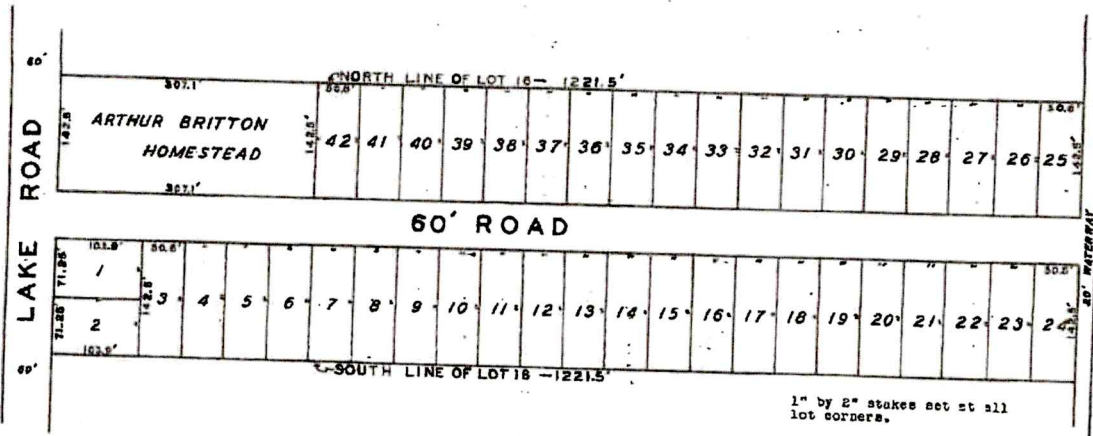 60'
NORTH LINE OF LOT 16 — 1221.5'
307.1'
50.6'
50.6'
LAKE ROAD
142.5'
ARTHUR BRITTON
HOMESTEAD
142.5'
42 41 40 39 38 37 36 35 34 33 32 31 30 29 28 27 26 25
142.5'
307.1'
60' ROAD
103.9'
50.6'
50.6'
WATERWAY
71.25'
1
142.5'
3 4 5 6 7 8 9 10 11 12 13 14 15 16 17 18 19 20 21 22 23 24
142.5'
71.25'
2
103.9'
60'
SOUTH LINE OF LOT 16 — 1221.5'
1" by 2" stakes set at all
lot corners.